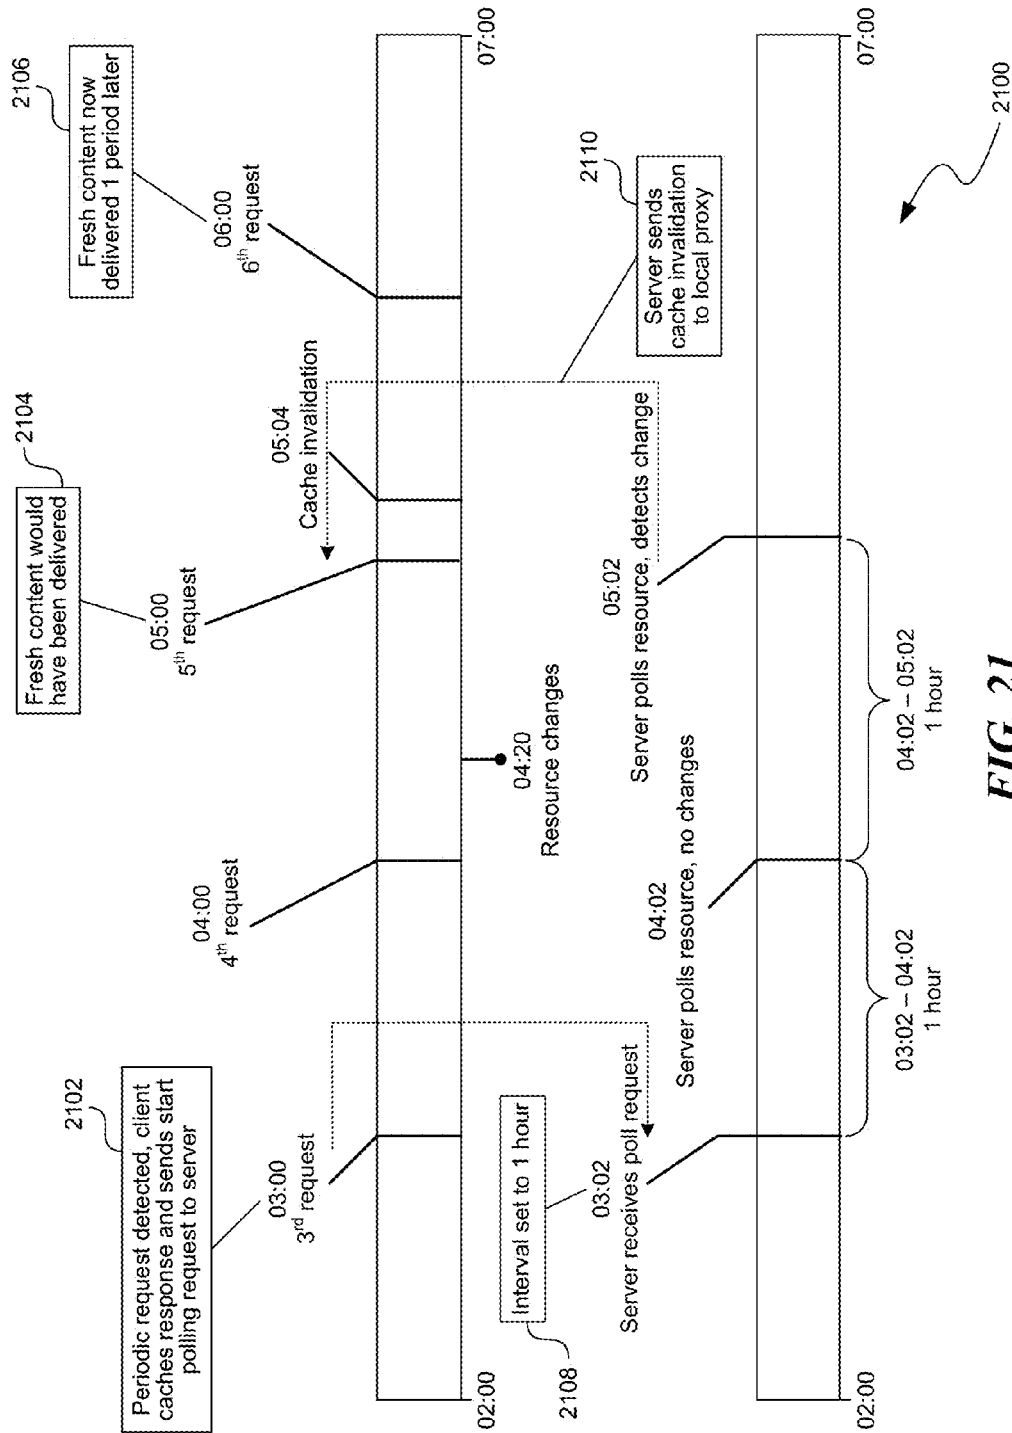 2102
Periodic request detected, client
caches response and sends start
polling request to server
2104
Fresh content would
have been delivered
2106
Fresh content now
delivered 1 period later
03:00
3rd request
04:00
4th request
05:00
5th request
05:04
Cache invalidation
06:00
6th request
02:00
07:00
04:20
Resource changes
2108
Interval set to 1 hour
03:02
Server receives poll request
04:02
Server polls resource, no changes
05:02
Server polls resource, detects change
2110
Server sends
cache invalidation
to local proxy
02:00
07:00
03:02 – 04:02
1 hour
04:02 – 05:02
1 hour
2100
FIG. 21